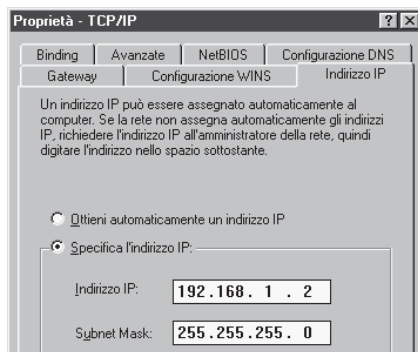 Proprietà - TCP/IP
Binding Avanzate NetBIOS Configurazione DNS
Gateway Configurazione WINS Indirizzo IP
Un indirizzo IP può essere assegnato automaticamente al
computer. Se la rete non assegna automaticamente gli indirizzi
IP, richiedere l'indirizzo IP all'amministratore della rete, quindi
digitare l'indirizzo nello spazio sottostante.
Ottieni automaticamente un indirizzo IP
Specifica l'indirizzo IP:
Indirizzo IP: 192.168. 1 . 2
Subnet Mask: 255.255.255. 0